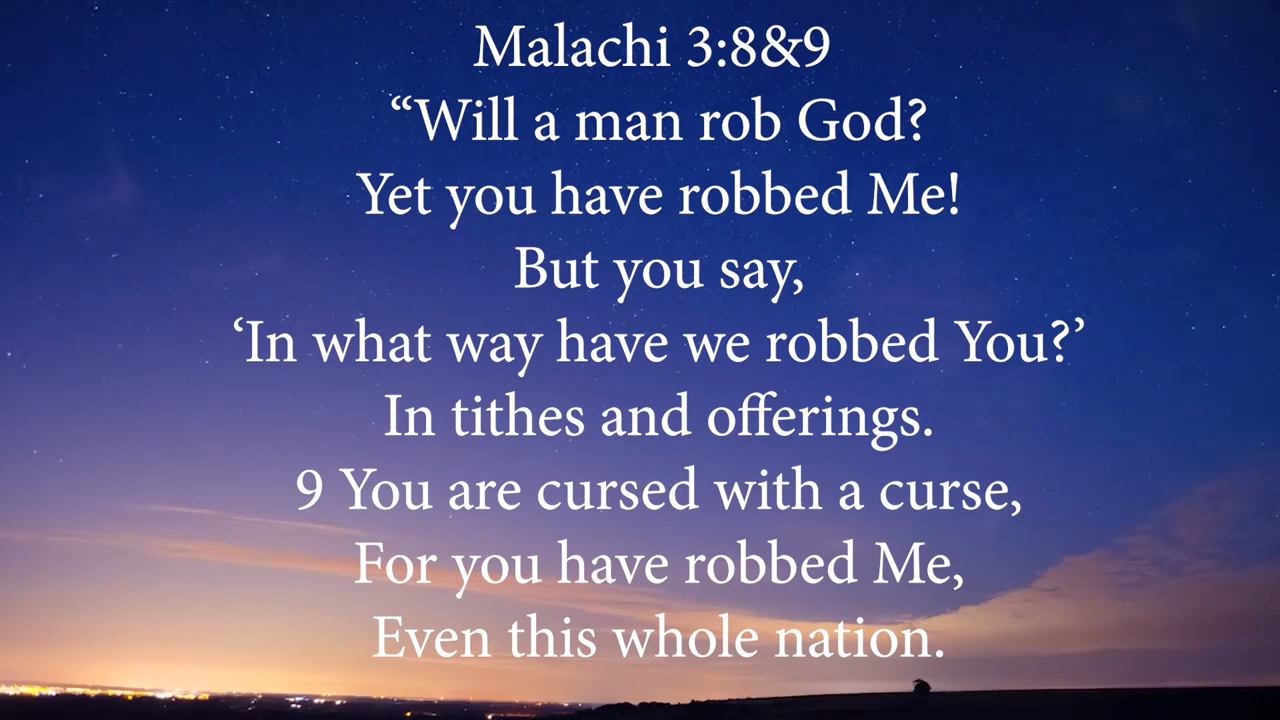 Malachi 3:8&9
“Will a man rob God?
Yet you have robbed Me!
But you say,
‘In what way have we robbed You?’
In tithes and offerings.
9 You are cursed with a curse,
For you have robbed Me,
Even this whole nation.